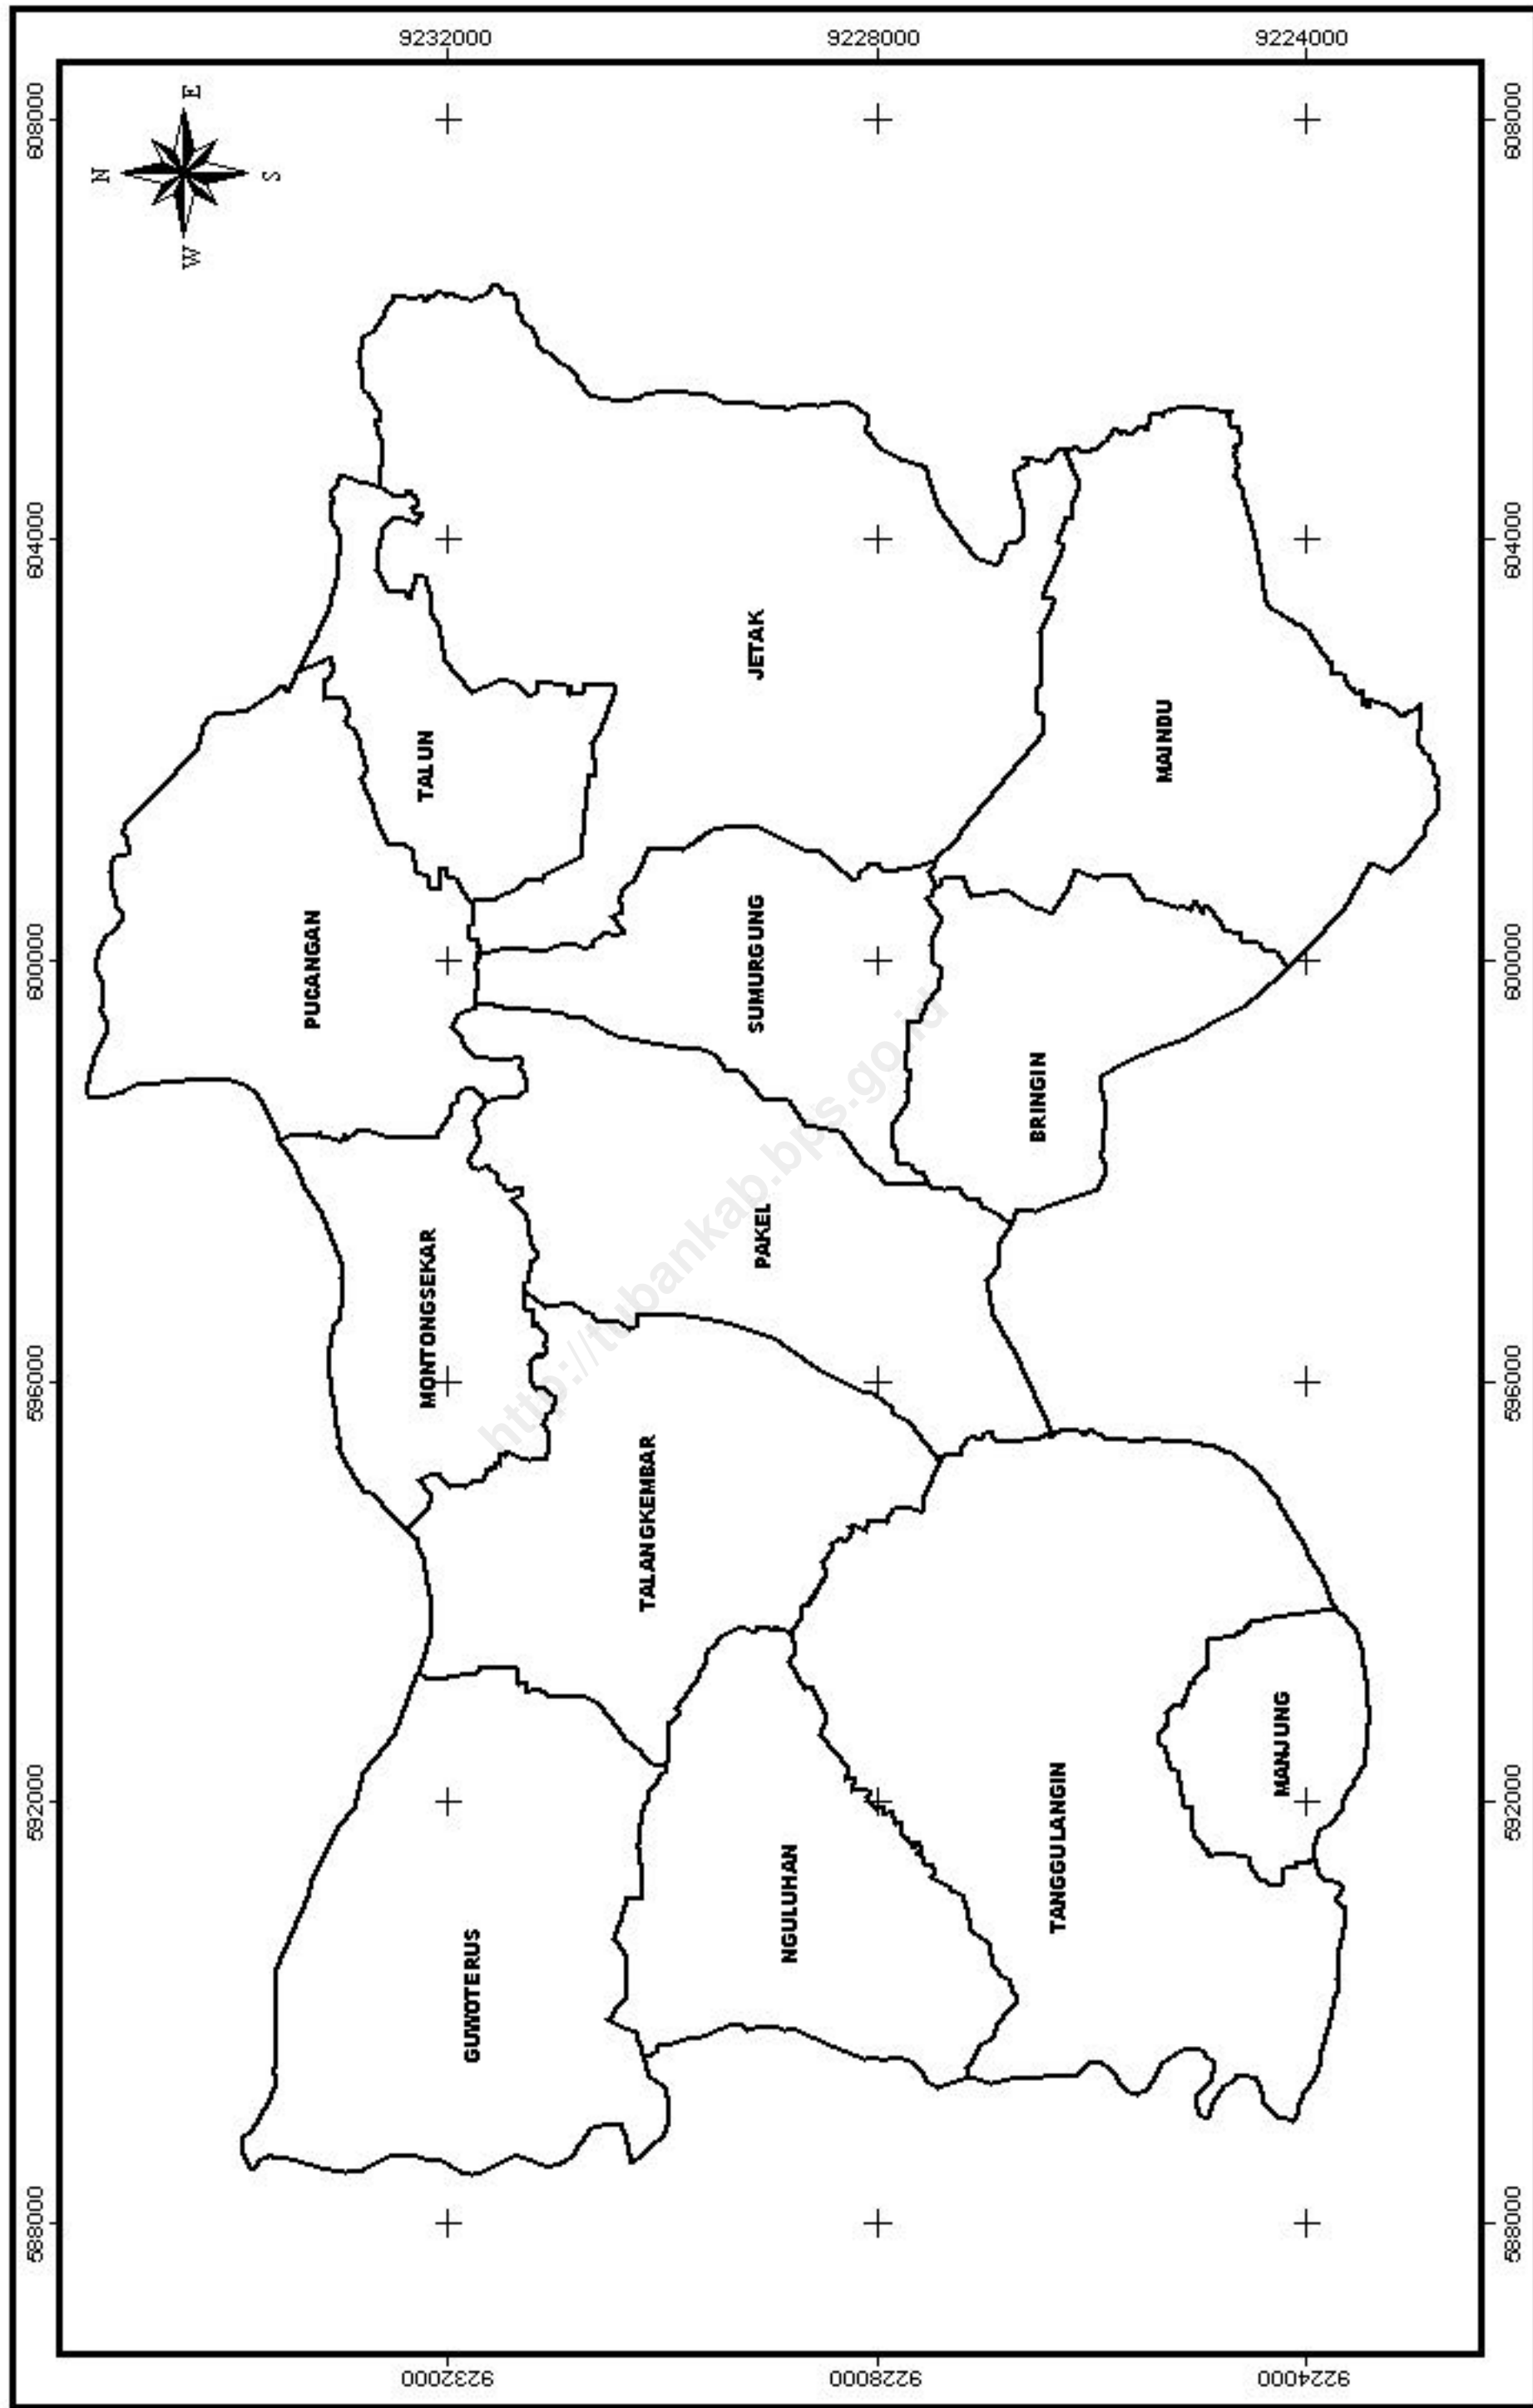 9232000
9228000
9224000
608000
608000
N
E
S
W
604000
604000
JETAK
TALUN
MAINDU
PUCANGAN
SUMURGUNG
600000
600000
BRINGIN
PAKEL
MONTONGSEKAR
596000
596000
TALANGKEMBAR
MANJUNG
TANGGULANGIN
592000
592000
NGULUHAN
GUWOTERUS
588000
588000
9232000
9228000
9224000
http://tubankab.bps.go.id